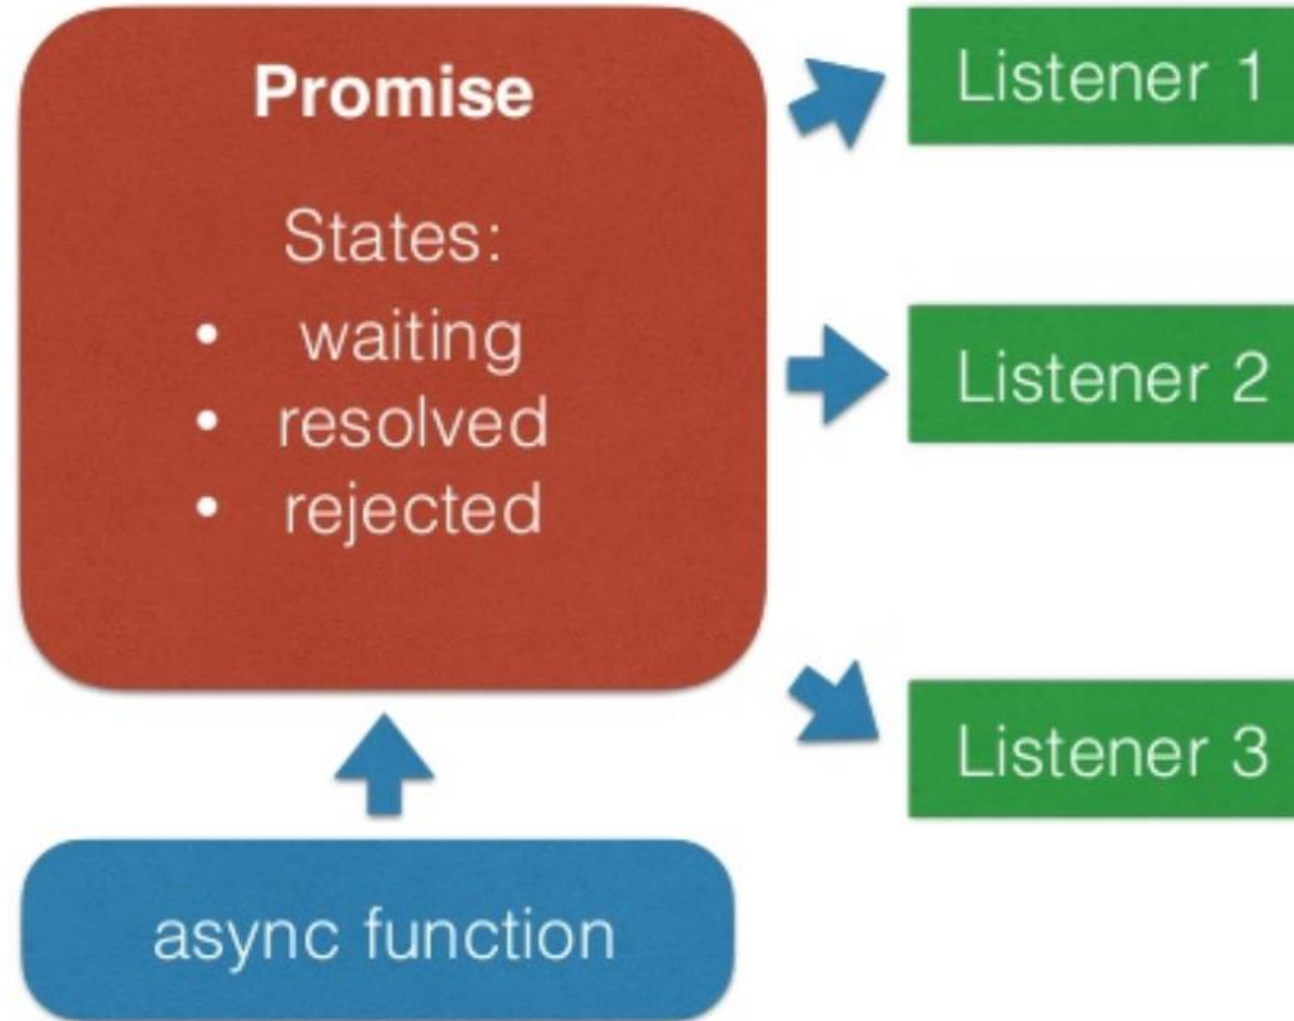 Promise
States:
• waiting
• resolved
• rejected
Listener 1
Listener 2
Listener 3
async function